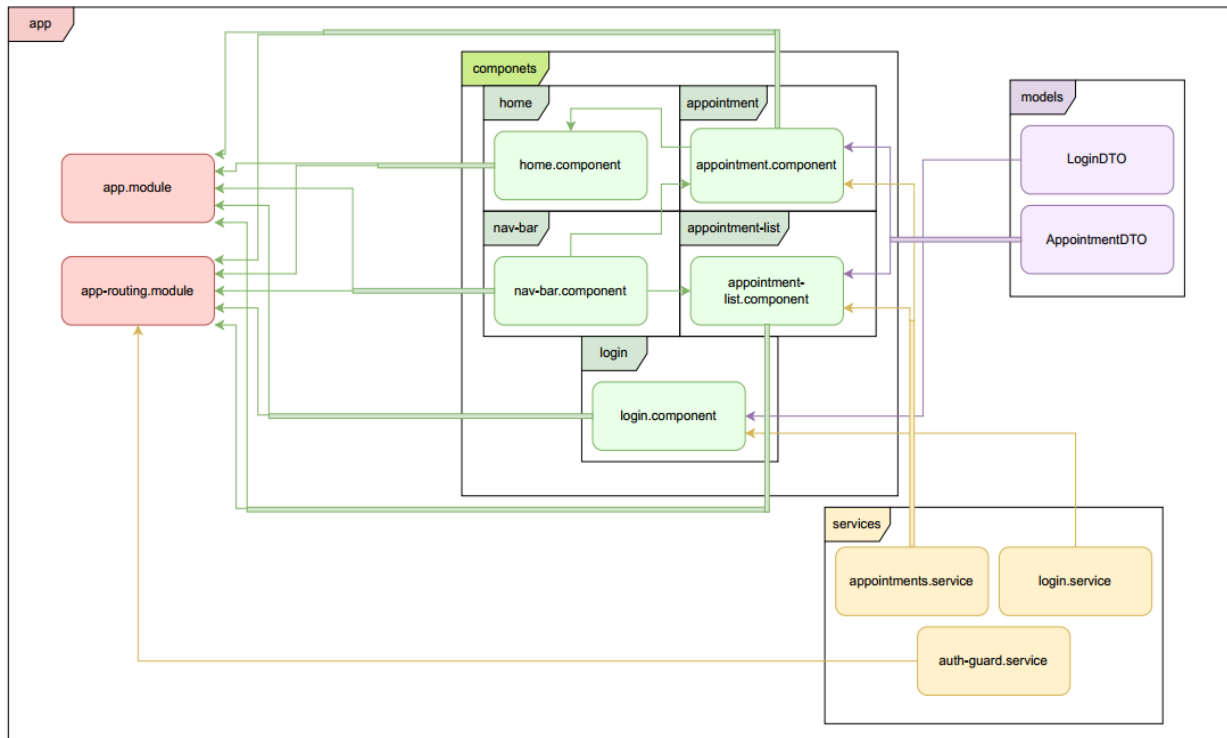 app
componets
home
appointment
models
home.component
appointment.component
LoginDTO
app.module
nav-bar
appointment-list
AppointmentDTO
app-routing.module
nav-bar.component
appointment-
list.component
login
login.component
services
appointments.service
login.service
auth-guard.service